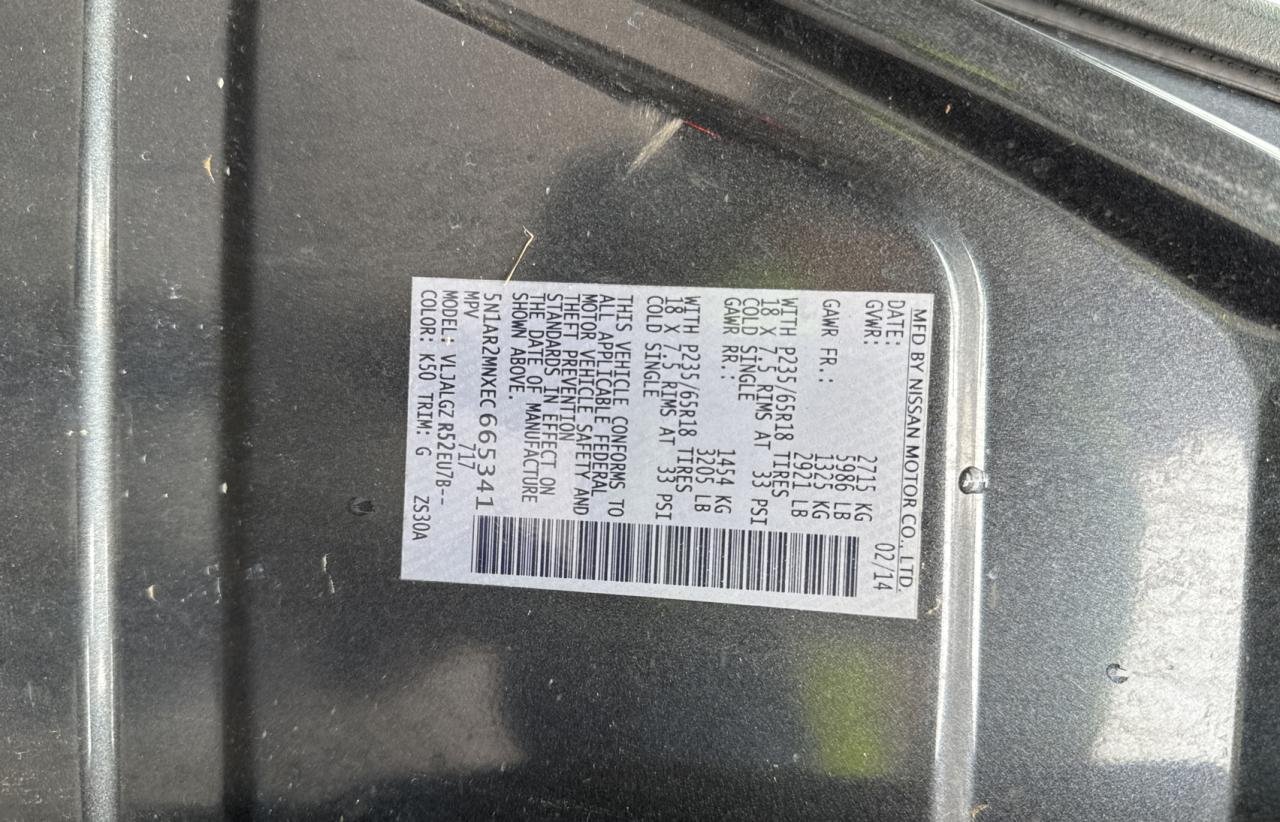 MFD BY NISSAN MOTOR CO., LTD.
DATE: 02/14
GVWR: 2715 KG
5986 LB
GAWR FR.: 1325 KG
2921 LB
WITH P235/65R18 TIRES
18 X 7.5 RIMS AT 33 PSI
COLD SINGLE
GAWR RR.: 1454 KG
3205 LB
WITH P235/65R18 TIRES
18 X 7.5 RIMS AT 33 PSI
COLD SINGLE
THIS VEHICLE CONFORMS TO
ALL APPLICABLE FEDERAL
MOTOR VEHICLE SAFETY AND
THEFT PREVENTION
STANDARDS IN EFFECT ON
THE DATE OF MANUFACTURE
SHOWN ABOVE.
5N1AR2MNXEC665341
MPV 717
MODEL: VLJALGZ R52EU7B--
COLOR: K50 TRIM: G ZS30A